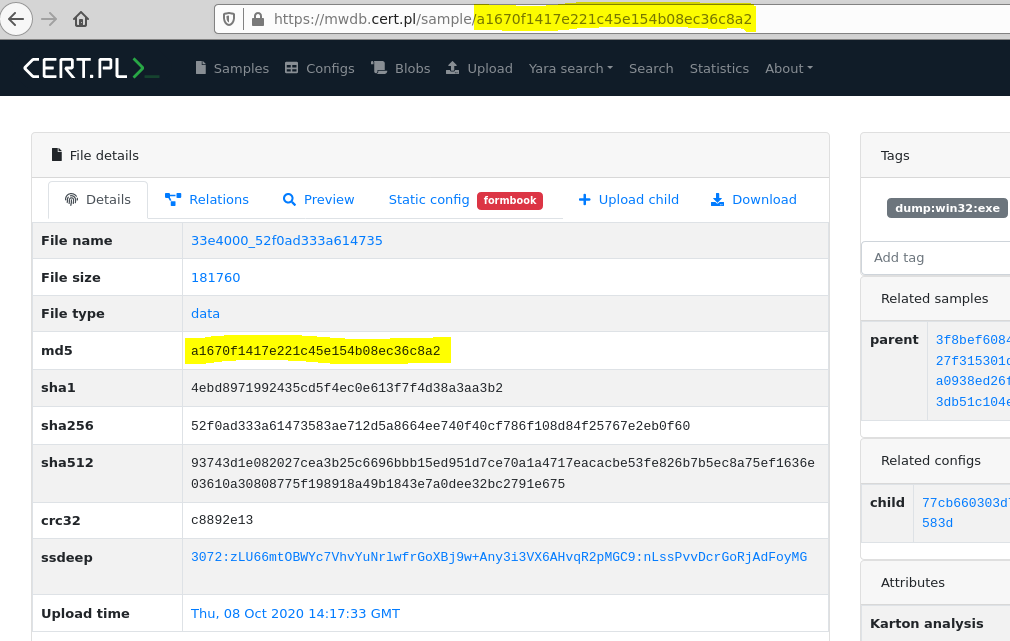 https://mwdb.cert.pl/sample/a1670f1417e221c45e154b08ec36c8a2
CERT.PL>_ Samples Configs Blobs Upload Yara search Search Statistics About
File details
Details Relations Preview Static config formbook Upload child Download
File name 33e4000_52f0ad333a614735
File size 181760
File type data
md5 a1670f1417e221c45e154b08ec36c8a2
sha1 4ebd8971992435cd5f4ec0e613f7f4d38a3aa3b2
sha256 52f0ad333a61473583ae712d5a8664ee740f40cf786f108d84f25767e2eb0f60
sha512 93743d1e082027cea3b25c6696bbb15ed951d7ce70a1a4717eacacbe53fe826b7b5ec8a75ef1636e
03610a30808775f198918a49b1843e7a0dee32bc2791e675
crc32 c8892e13
ssdeep 3072:zLU66mtOBWYc7VhvYuNrlwfrGoXBj9w+Any3i3VX6AHvqR2pMGC9:nLssPvvDcrGoRjAdFoyMG
Upload time Thu, 08 Oct 2020 14:17:33 GMT
Tags
dump:win32:exe
Add tag
Related samples
parent 3f8bef6084
27f315301
a0938ed26f
3db51c104e
Related configs
child 77cb660303d
583d
Attributes
Karton analysis